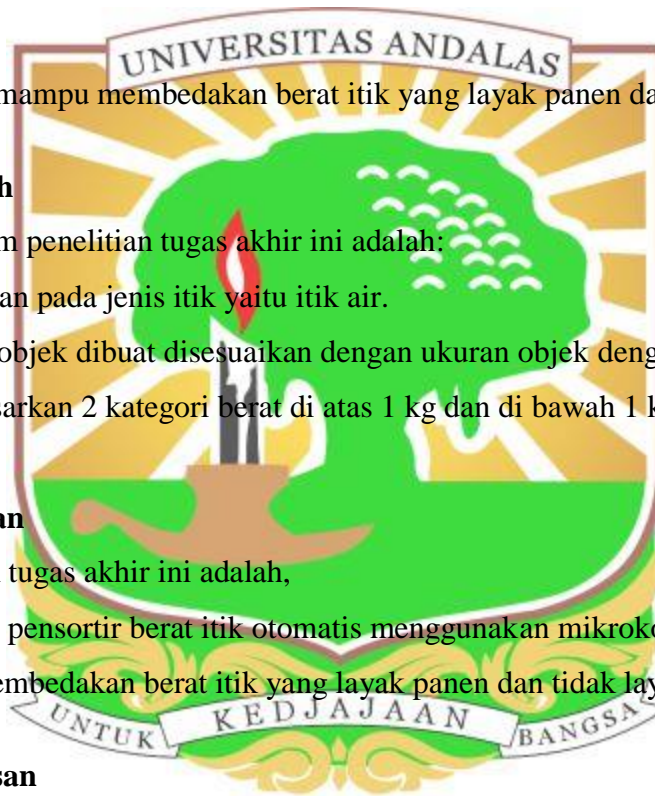 UNIVERSITAS ANDALAS
mampu membedakan berat itik yang layak panen da
h
m penelitian tugas akhir ini adalah:
an pada jenis itik yaitu itik air.
objek dibuat disesuaikan dengan ukuran objek deng
sarkan 2 kategori berat di atas 1 kg dan di bawah 1 k
an
tugas akhir ini adalah,
pensortir berat itik otomatis menggunakan mikroko
embedakan berat itik yang layak panen dan tidak lay
UNTUK KEDJAJAAN BANGSA
san